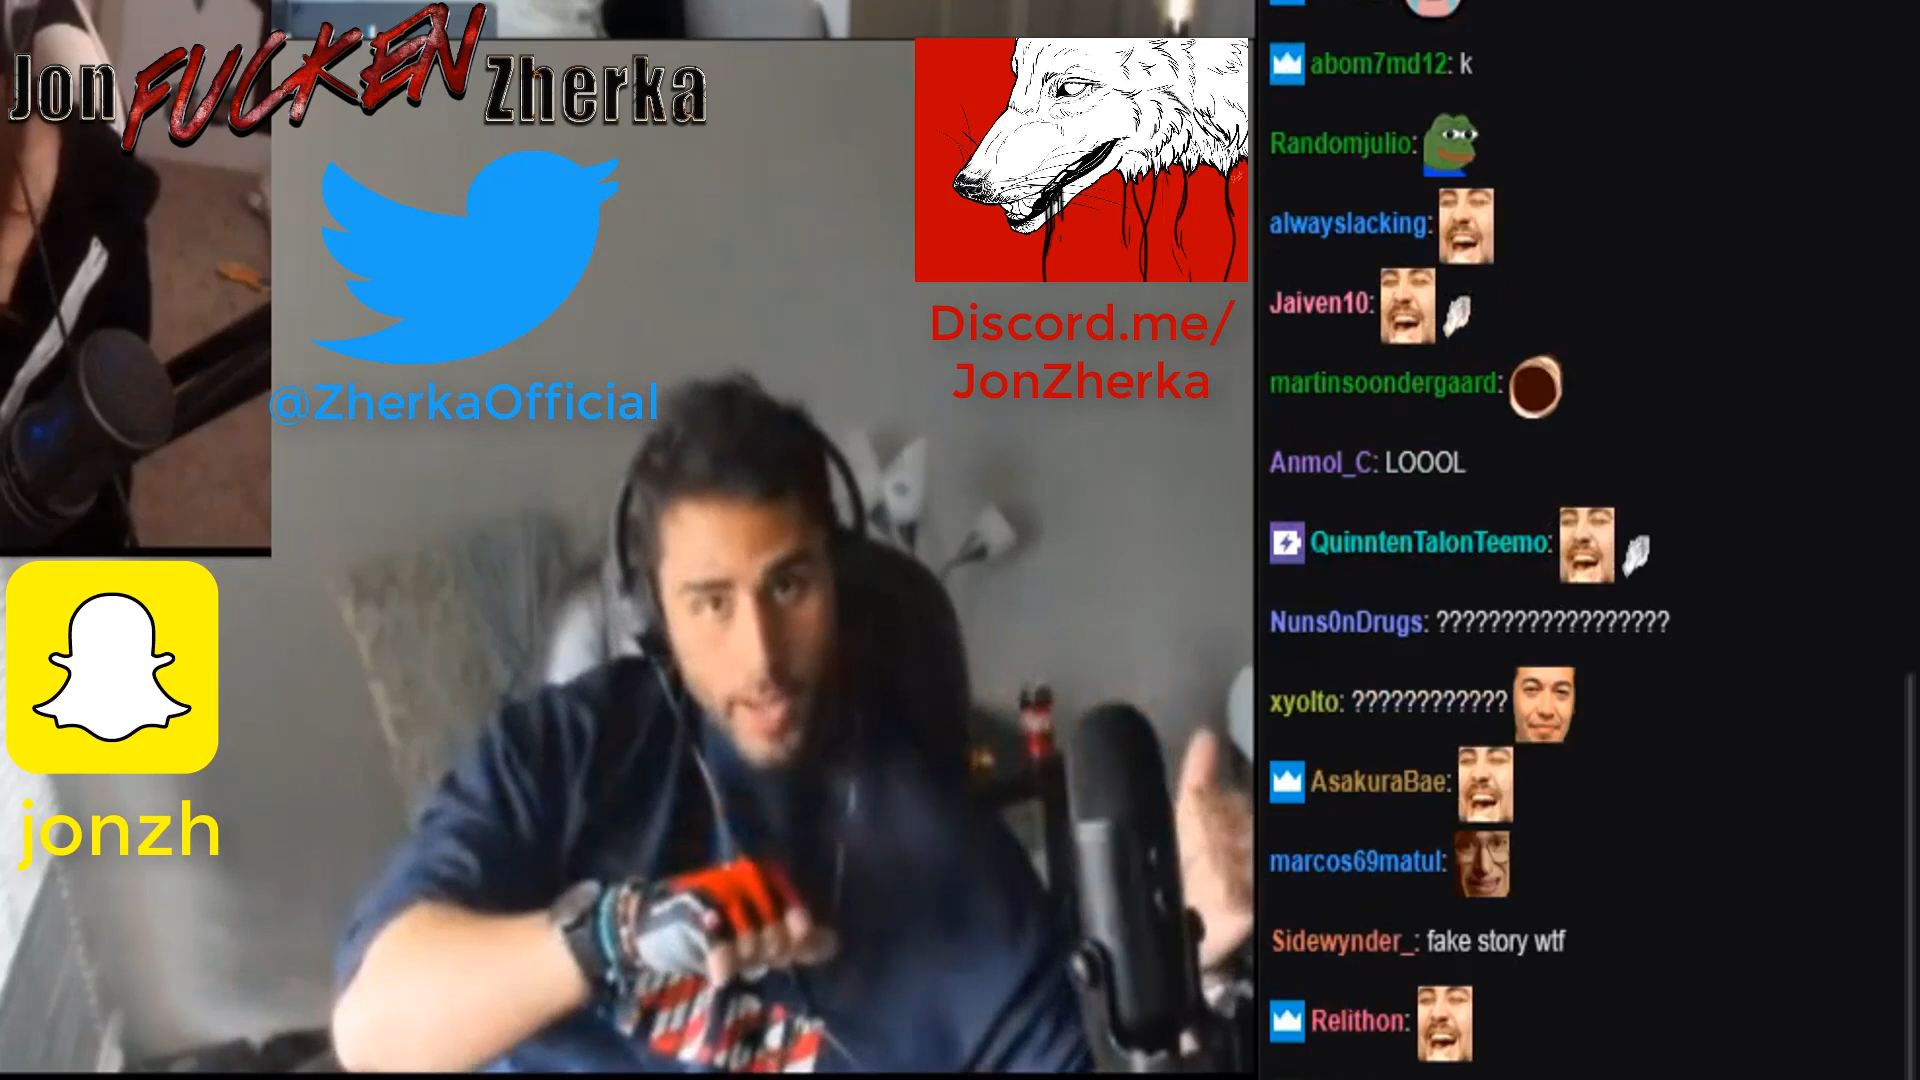 Jon FUCKEN Zherka
@ZherkaOfficial
Discord.me/
JonZherka
jonzh
abom7md12: k
Randomjulio:
alwayslacking:
Jaiven10:
martinsoondergaard:
Anmol_C: LOOOL
QuinntenTalonTeemo:
Nuns0nDrugs: ??????????????????
xyolto: ????????????
AsakuraBae:
marcos69matul:
Sidewynder_: fake story wtf
Relithon: